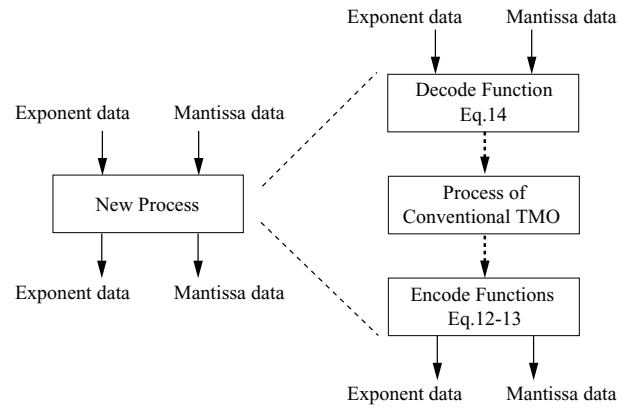 Exponent data Mantissa data
New Process
Exponent data Mantissa data
Exponent data Mantissa data
Decode Function
Eq.14
Process of
Conventional TMO
Encode Functions
Eq.12-13
Exponent data Mantissa data